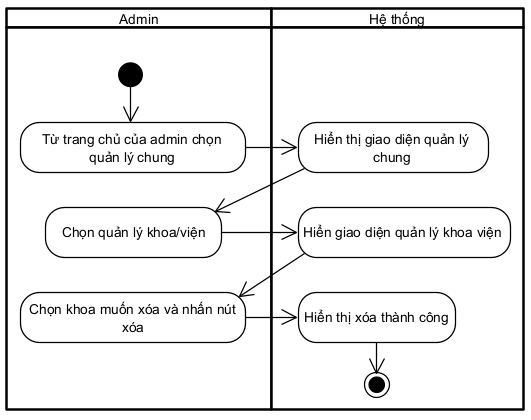 Admin
Hệ thống
Từ trang chủ của admin chọn
quản lý chung
Hiển thị giao diện quản lý
chung
Chọn quản lý khoa/viện
Hiển giao diện quản lý khoa viện
Chọn khoa muốn xóa và nhấn nút
xóa
Hiển thị xóa thành công